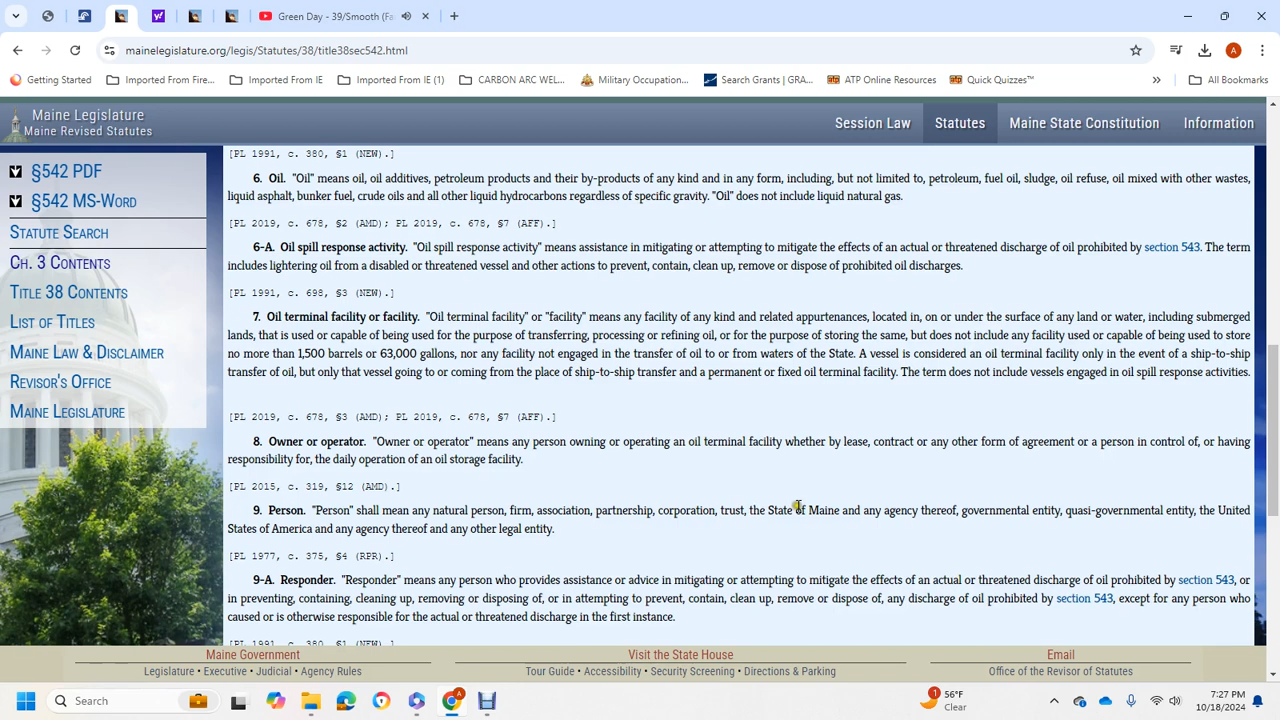 Green Day - 39/Smooth (Fa
mainelegislature.org/legis/Statutes/38/title38sec542.html
A
Getting Started
Imported From Fire...
Imported From IE
Imported From IE (1)
CARBON ARC WEL...
Military Occupation...
Search Grants | GRA...
ATP Online Resources
Quick Quizzes™
»
All Bookmarks
Maine Legislature
Maine Revised Statutes
Session Law
Statutes
Maine State Constitution
Information
§542 PDF
§542 MS-Word
Statute Search
Ch. 3 Contents
Title 38 Contents
List of Titles
Maine Law & Disclaimer
Revisor's Office
Maine Legislature
[PL 1991, c. 380, §1 (NEW).]
6. Oil. "Oil" means oil, oil additives, petroleum products and their by-products of any kind and in any form, including, but not limited to, petroleum, fuel oil, sludge, oil refuse, oil mixed with other wastes,
liquid asphalt, bunker fuel, crude oils and all other liquid hydrocarbons regardless of specific gravity. "Oil" does not include liquid natural gas.
[PL 2019, c. 678, §2 (AMD); PL 2019, c. 678, §7 (AFF).]
6-A. Oil spill response activity. "Oil spill response activity" means assistance in mitigating or attempting to mitigate the effects of an actual or threatened discharge of oil prohibited by section 543. The term
includes lightering oil from a disabled or threatened vessel and other actions to prevent, contain, clean up, remove or dispose of prohibited oil discharges.
[PL 1991, c. 698, §3 (NEW).]
7. Oil terminal facility or facility. "Oil terminal facility" or "facility" means any facility of any kind and related appurtenances, located in, on or under the surface of any land or water, including submerged
lands, that is used or capable of being used for the purpose of transferring, processing or refining oil, or for the purpose of storing the same, but does not include any facility used or capable of being used to store
no more than 1,500 barrels or 63,000 gallons, nor any facility not engaged in the transfer of oil to or from waters of the State. A vessel is considered an oil terminal facility only in the event of a ship-to-ship
transfer of oil, but only that vessel going to or coming from the place of ship-to-ship transfer and a permanent or fixed oil terminal facility. The term does not include vessels engaged in oil spill response activities.
[PL 2019, c. 678, §3 (AMD); PL 2019, c. 678, §7 (AFF).]
8. Owner or operator. "Owner or operator" means any person owning or operating an oil terminal facility whether by lease, contract or any other form of agreement or a person in control of, or having
responsibility for, the daily operation of an oil storage facility.
[PL 2015, c. 319, §12 (AMD).]
9. Person. "Person" shall mean any natural person, firm, association, partnership, corporation, trust, the State of Maine and any agency thereof, governmental entity, quasi-governmental entity, the United
States of America and any agency thereof and any other legal entity.
[PL 1977, c. 375, §4 (RPR).]
9-A. Responder. "Responder" means any person who provides assistance or advice in mitigating or attempting to mitigate the effects of an actual or threatened discharge of oil prohibited by section 543, or
in preventing, containing, cleaning up, removing or disposing of, or in attempting to prevent, contain, clean up, remove or dispose of, any discharge of oil prohibited by section 543, except for any person who
caused or is otherwise responsible for the actual or threatened discharge in the first instance.
[PL 1991, c. 380, §1 (NEW).]
Maine Government
Legislature • Executive • Judicial • Agency Rules
Visit the State House
Tour Guide • Accessibility • Security Screening • Directions & Parking
Email
Office of the Revisor of Statutes
Search
1
56°F
Clear
7:27 PM
10/18/2024